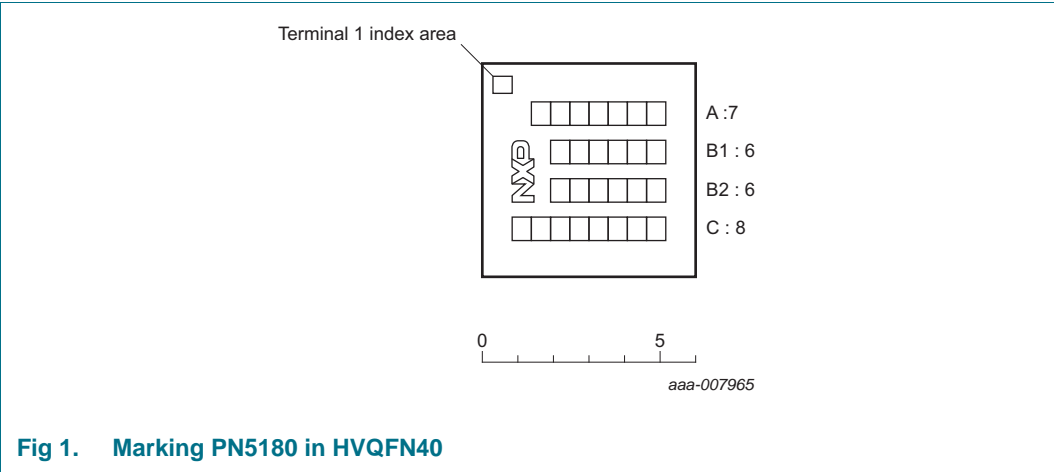 Terminal 1 index area
A :7
B1 : 6
NXP
B2 : 6
C : 8
0 5
aaa-007965
Fig 1. Marking PN5180 in HVQFN40